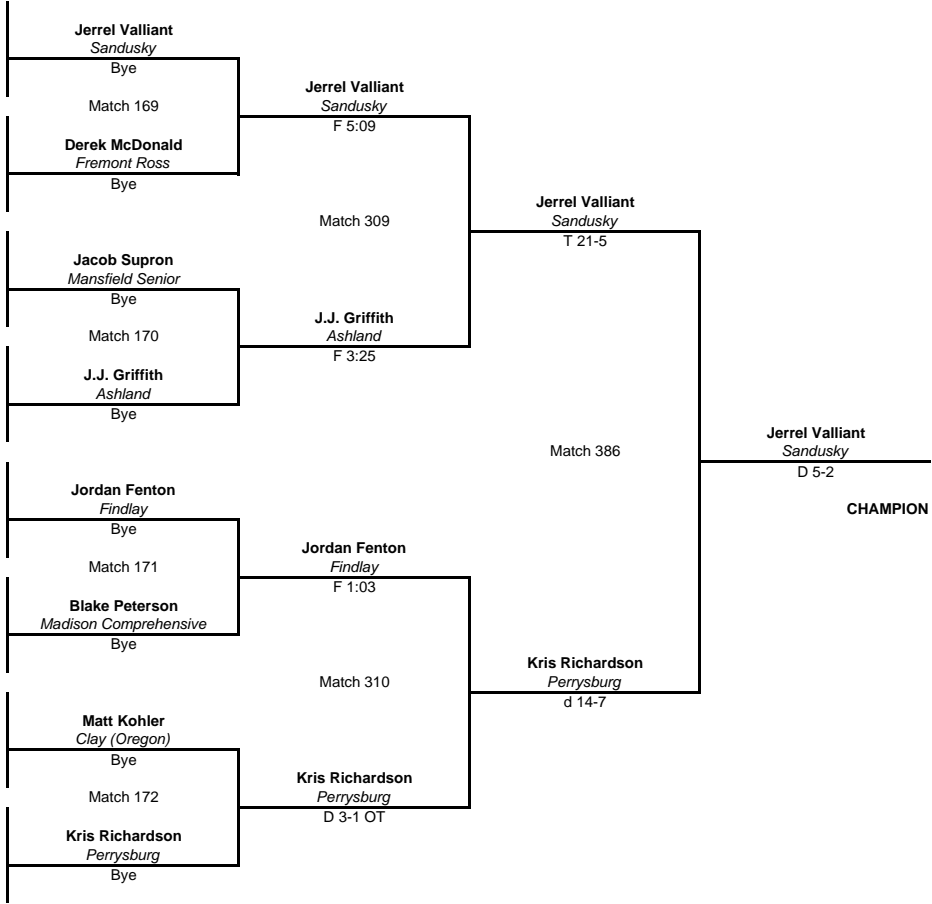 Jerrel Valliant
Sandusky
Bye
Match 169
Derek McDonald
Fremont Ross
Bye
Jacob Supron
Mansfield Senior
Bye
Match 170
J.J. Griffith
Ashland
Bye
Jordan Fenton
Findlay
Bye
Match 171
Blake Peterson
Madison Comprehensive
Bye
Matt Kohler
Clay (Oregon)
Bye
Match 172
Kris Richardson
Perrysburg
Bye
Jerrel Valliant
Sandusky
F 5:09
Match 309
J.J. Griffith
Ashland
F 3:25
Jordan Fenton
Findlay
F 1:03
Match 310
Kris Richardson
Perrysburg
D 3-1 OT
Jerrel Valliant
Sandusky
T 21-5
Match 386
Kris Richardson
Perrysburg
d 14-7
Jerrel Valliant
Sandusky
D 5-2
CHAMPION